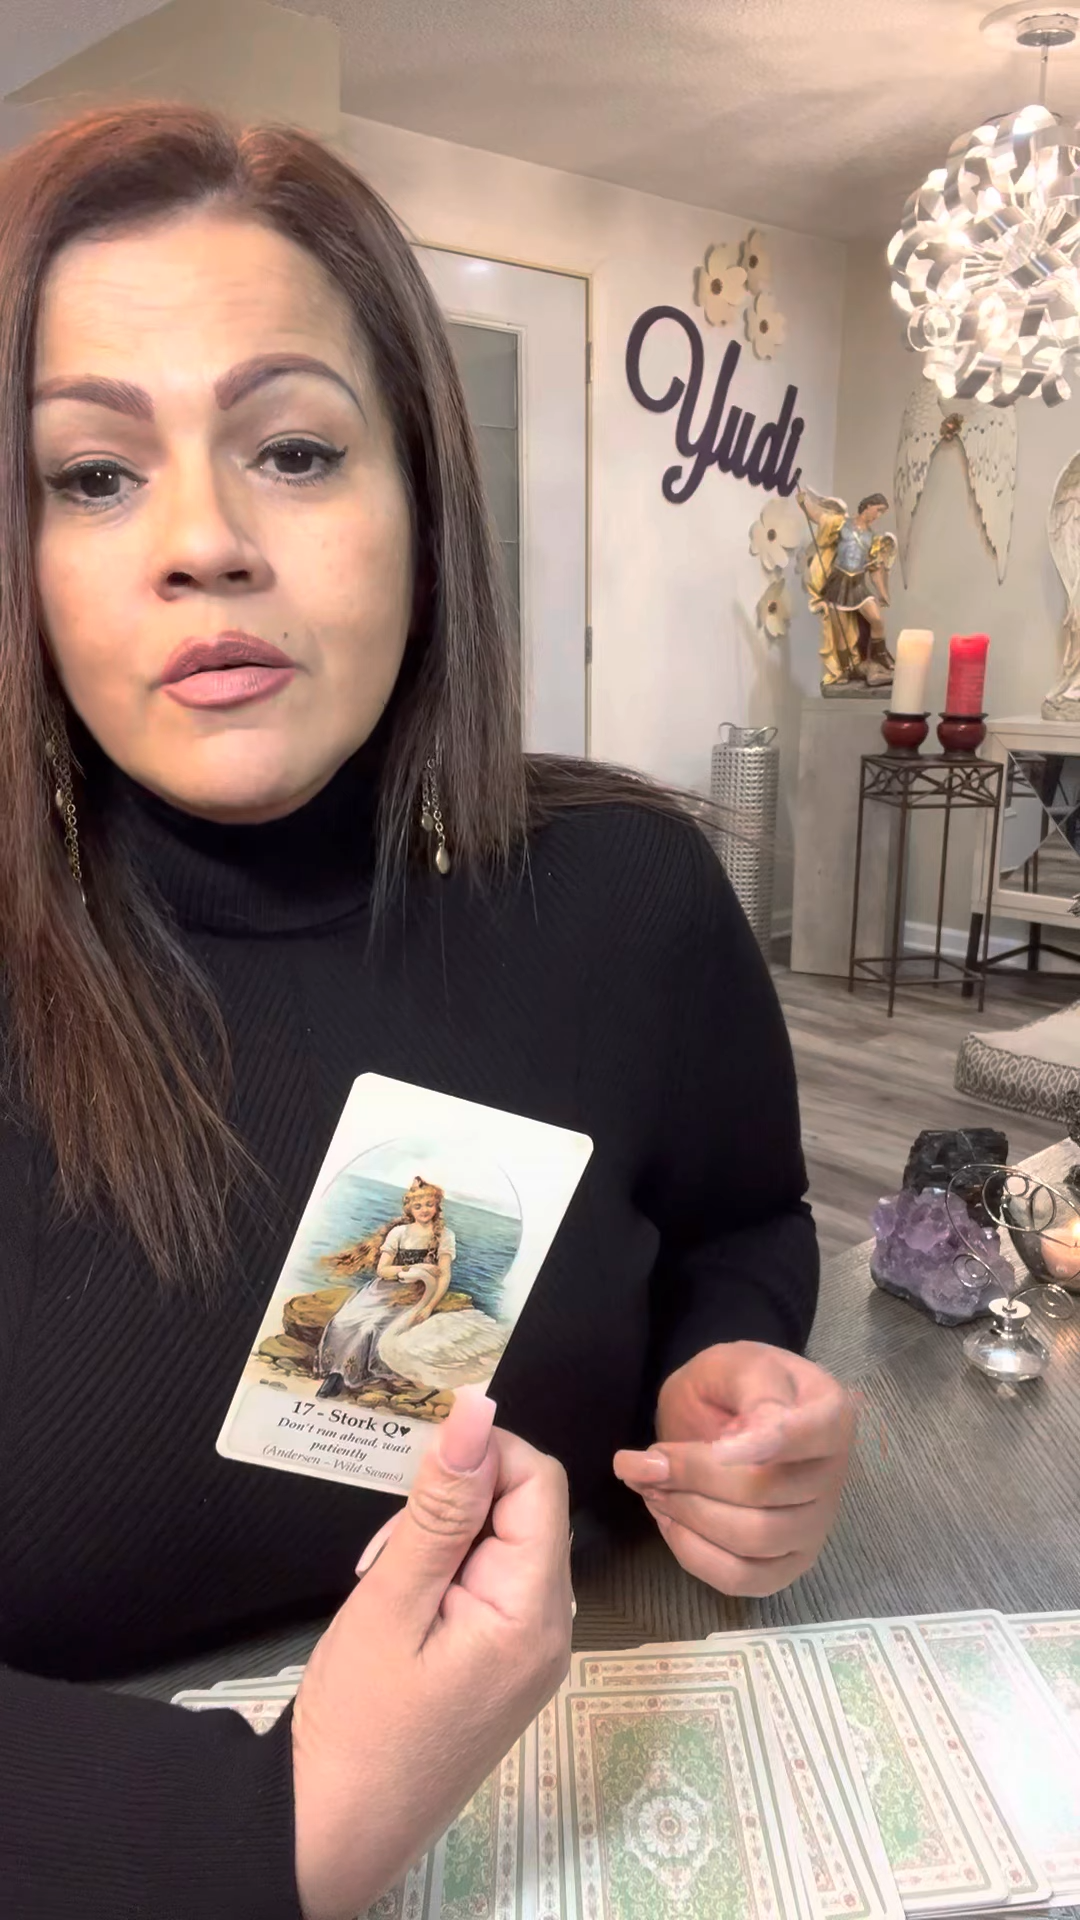 Yudi
17 - Stork Q♥
Don't run ahead, wait
patiently
(Andersen - Wild Swans)